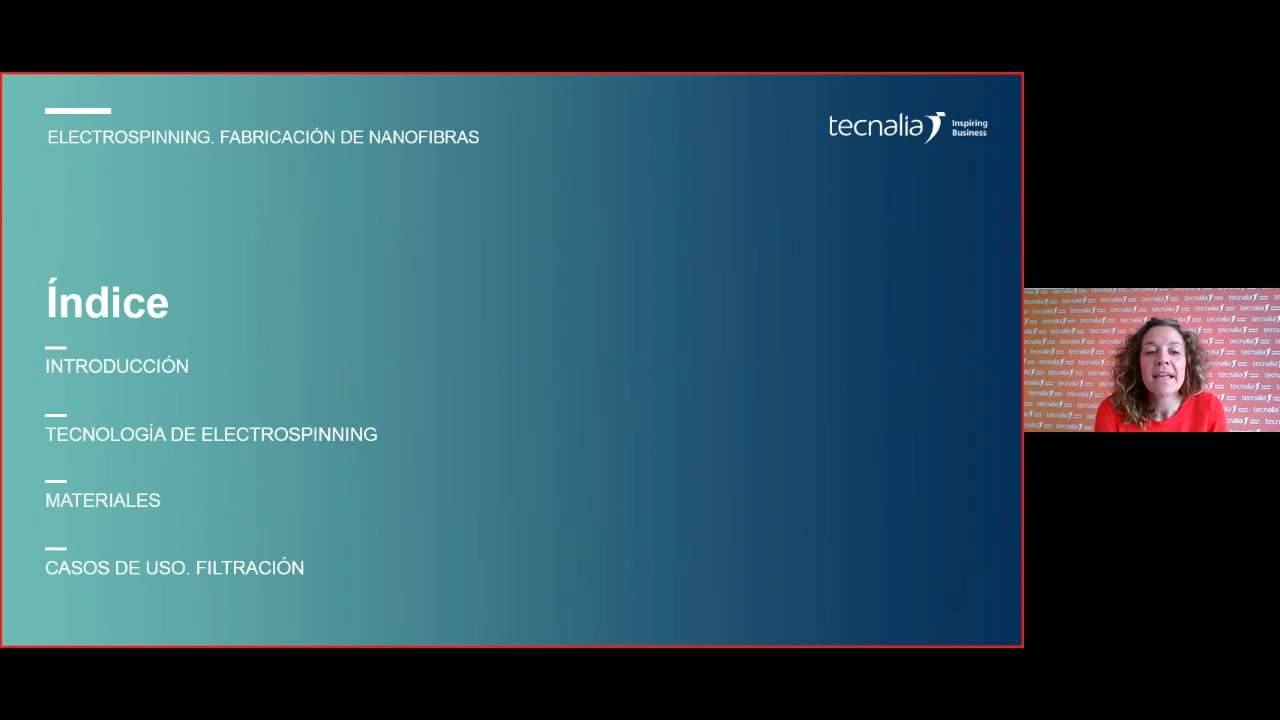 ELECTROSPINNING. FABRICACIÓN DE NANOFIBRAS
tecnalia Inspiring
Business
Índice
INTRODUCCIÓN
TECNOLOGÍA DE ELECTROSPINNING
MATERIALES
CASOS DE USO. FILTRACIÓN